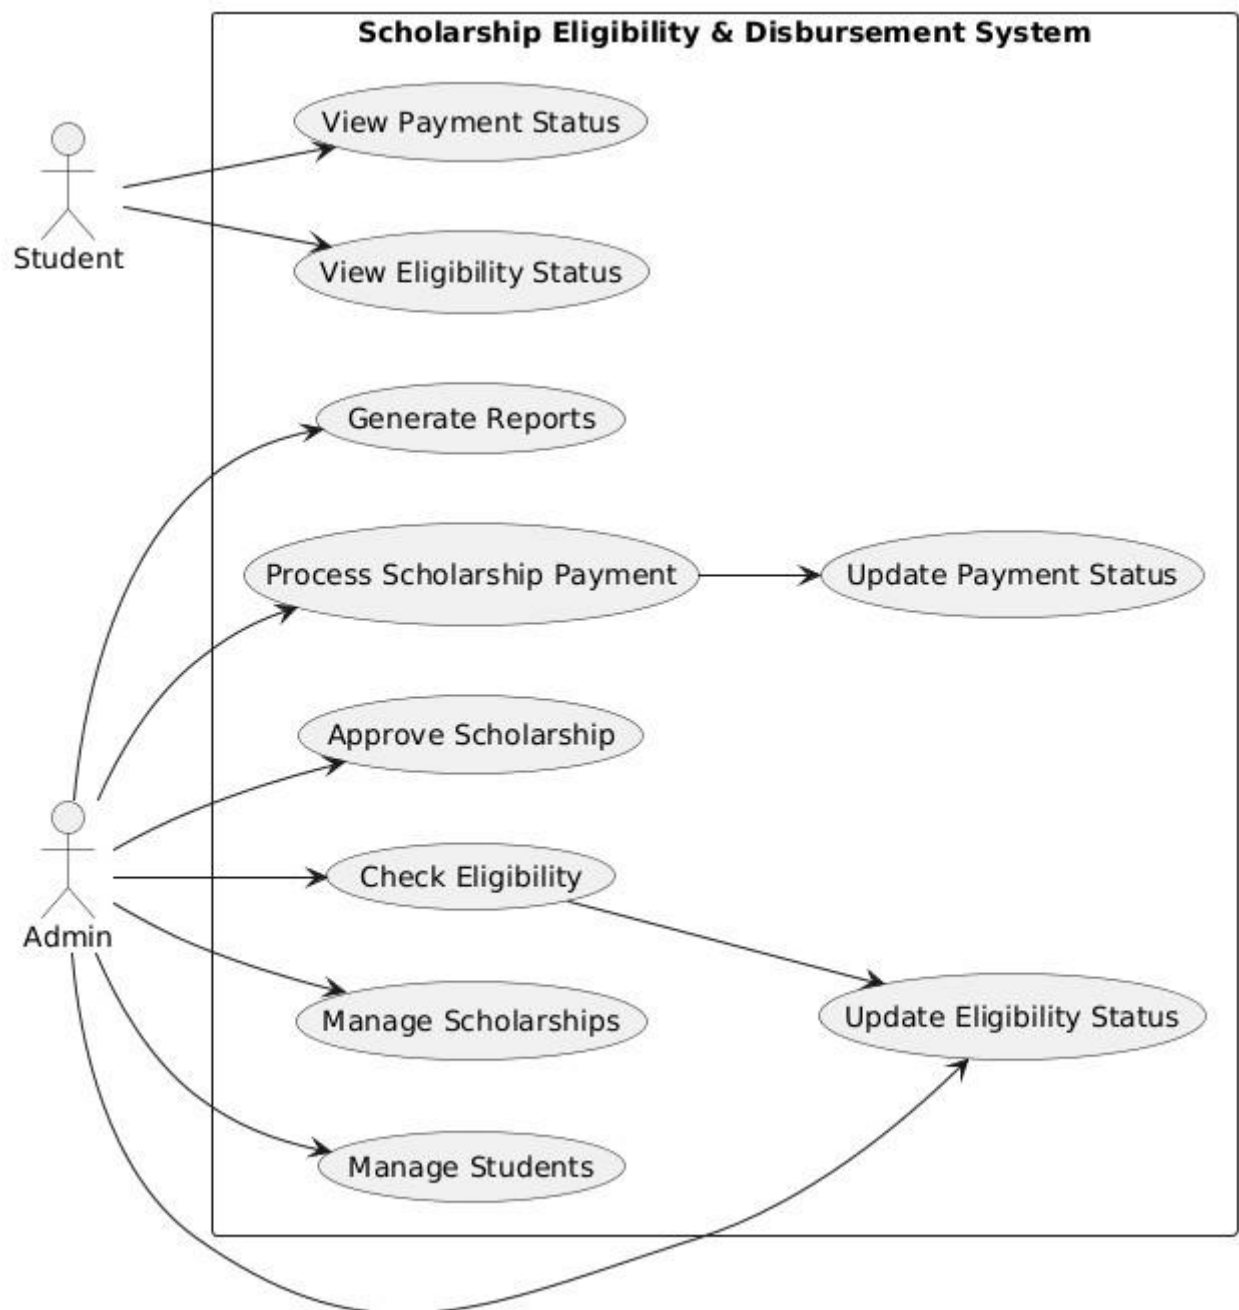 Scholarship Eligibility & Disbursement System
View Payment Status
Student
View Eligibility Status
Generate Reports
Process Scholarship Payment
Update Payment Status
Approve Scholarship
Check Eligibility
Admin
Manage Scholarships
Update Eligibility Status
Manage Students